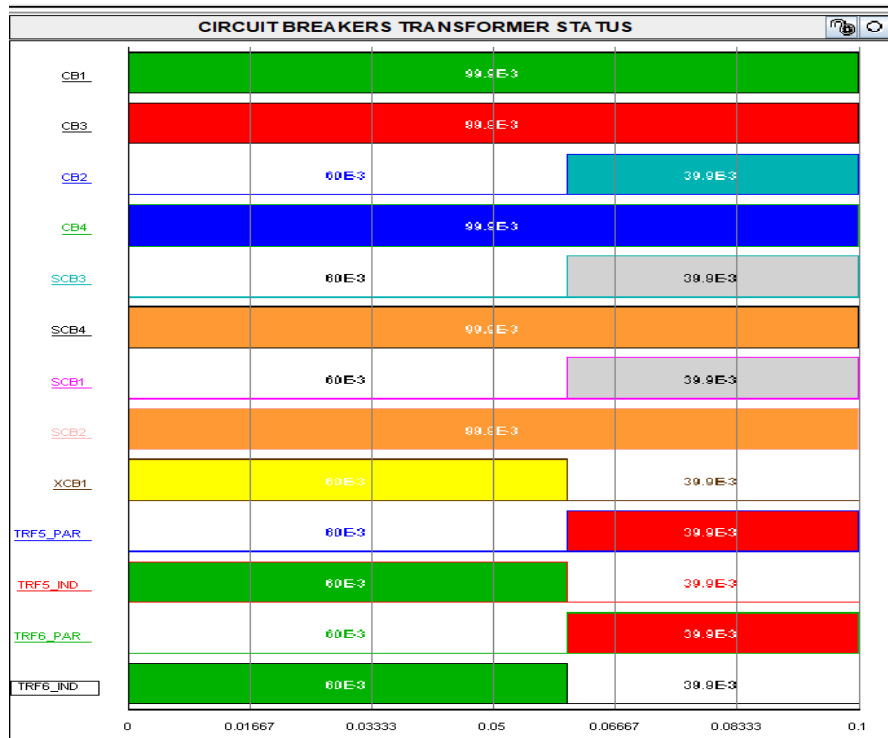 CIRCUIT BREAKERS TRANSFORMER STATUS
CB1 99.9E-3
CB3 99.9E-3
CB2 60E-3 39.9E-3
CB4 99.9E-3
SCB3 60E-3 39.9E-3
SCB4 99.9E-3
SCB1 60E-3 39.9E-3
SCB2 99.9E-3
XCB1 60E-3 39.9E-3
TRF5_PAR 60E-3 39.9E-3
TRF5_IND 60E-3 39.9E-3
TRF6_PAR 60E-3 39.9E-3
TRF6_IND 60E-3 39.9E-3
0 0.01667 0.03333 0.05 0.06667 0.08333 0.1